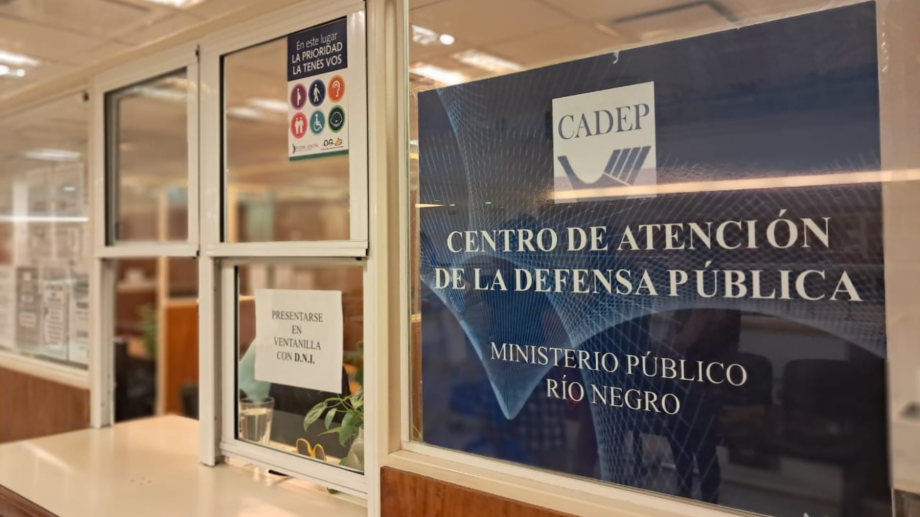 En este lugar
LA PRIORIDAD
LA TENÉS VOS
PRESENTARSE
EN
VENTANILLA
CON D.N.I.
CADEP
CENTRO DE ATENCIÓN
DE LA DEFENSA PÚBLICA
MINISTERIO PÚBLICO
RÍO NEGRO